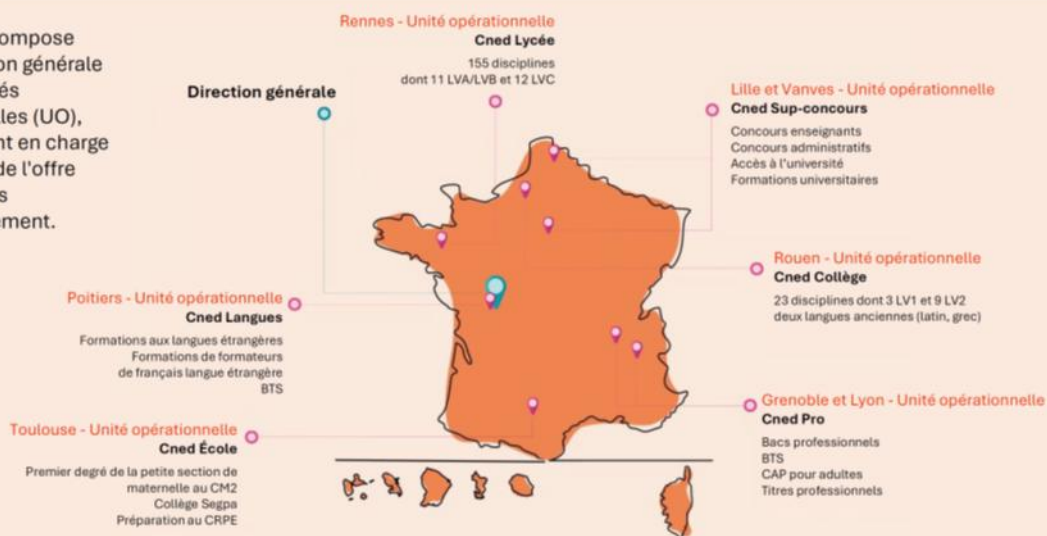 ompose
on générale
és
les (UO),
nt en charge
de l'offre
s
ement.
Direction générale
Rennes - Unité opérationnelle
Cned Lycée
155 disciplines
dont 11 LVA/LVB et 12 LVC
Lille et Vanves - Unité opérationnelle
Cned Sup-concours
Concours enseignants
Concours administratifs
Accès à l'université
Formations universitaires
Rouen - Unité opérationnelle
Cned Collège
23 disciplines dont 3 LV1 et 9 LV2
deux langues anciennes (latin, grec)
Poitiers - Unité opérationnelle
Cned Langues
Formations aux langues étrangères
Formations de formateurs
de français langue étrangère
BTS
Grenoble et Lyon - Unité opérationnelle
Cned Pro
Bacs professionnels
BTS
CAP pour adultes
Titres professionnels
Toulouse - Unité opérationnelle
Cned École
Premier degré de la petite section de
maternelle au CM2
Collège Segpa
Préparation au CRPE